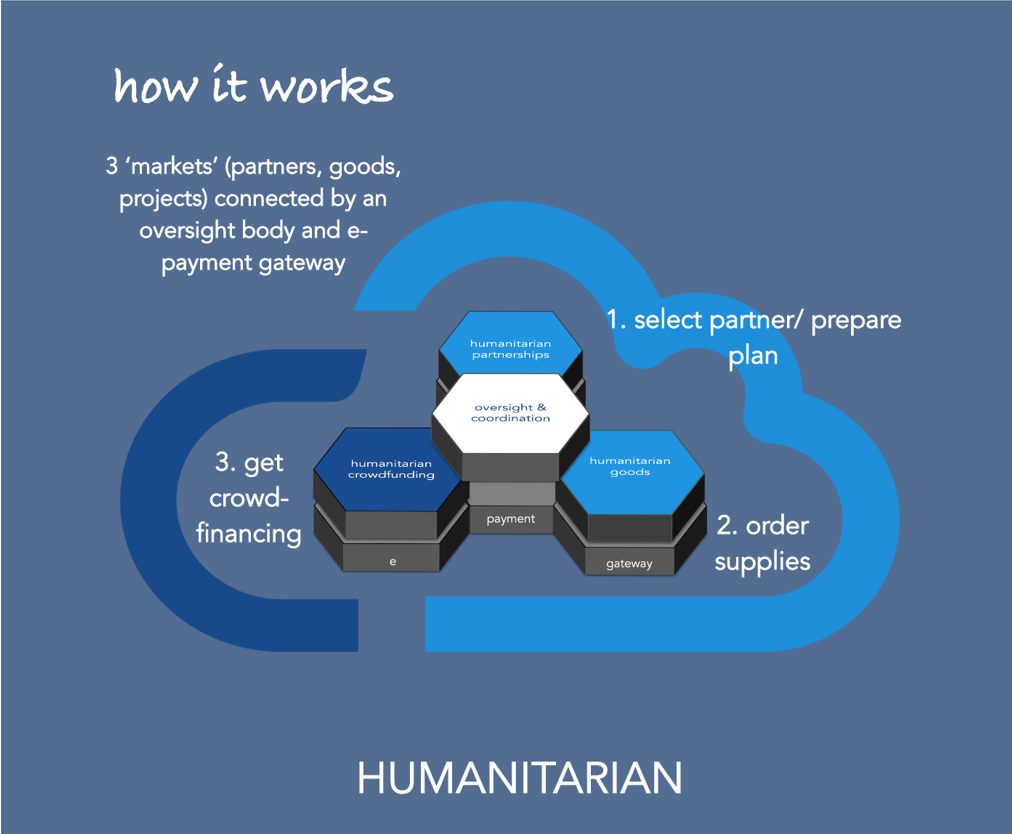 how it works
3 ‘markets’ (partners, goods,
projects) connected by an
oversight body and e-
payment gateway
1. select partner/ prepare
plan
humanitarian
partnerships
oversight &
coordination
humanitarian
crowdfunding
humanitarian
goods
3. get
crowd-
financing
2. order
supplies
payment
e
gateway
HUMANITARIAN